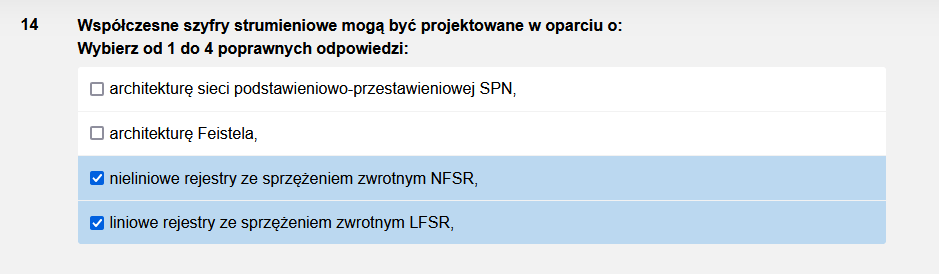 14 Współczesne szyfry strumieniowe mogą być projektowane w oparciu o:
Wybierz od 1 do 4 poprawnych odpowiedzi:
architekturę sieci podstawieniowo-przestawieniowej SPN,
architekturę Feistela,
nieliniowe rejestry ze sprzężeniem zwrotnym NFSR,
liniowe rejestry ze sprzężeniem zwrotnym LFSR,